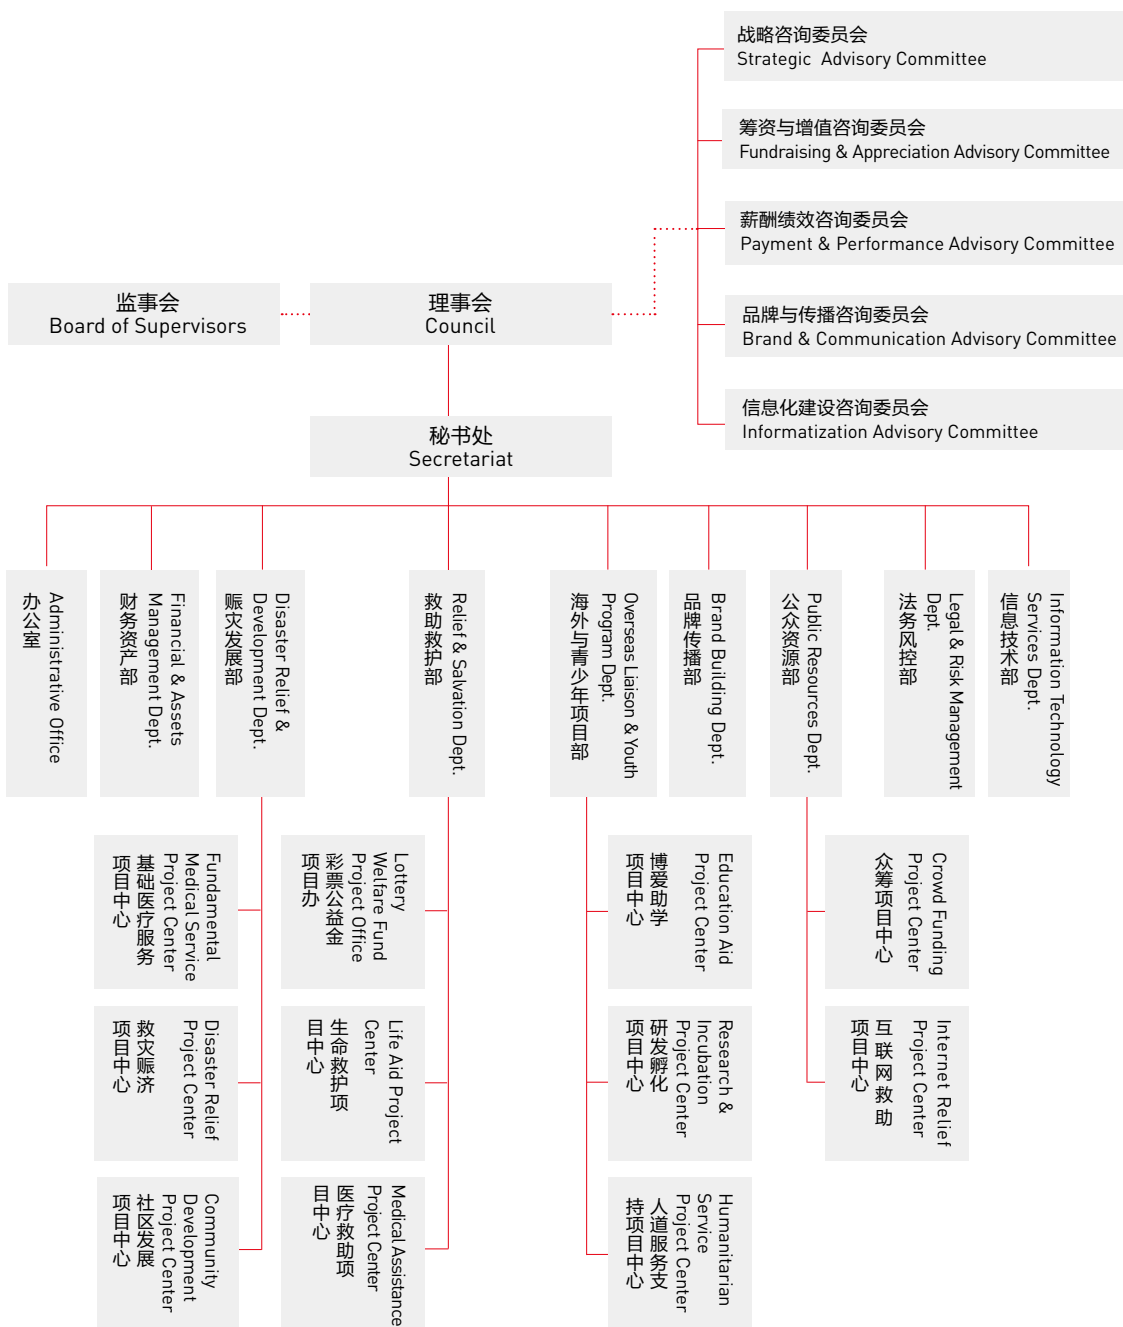 战略咨询委员会
Strategic Advisory Committee
筹资与增值咨询委员会
Fundraising & Appreciation Advisory Committee
薪酬绩效咨询委员会
Payment & Performance Advisory Committee
监事会
Board of Supervisors
理事会
Council
品牌与传播咨询委员会
Brand & Communication Advisory Committee
信息化建设咨询委员会
Informatization Advisory Committee
秘书处
Secretariat
Administrative Office
办公室
Financial & Assets
Management Dept.
财务资产部
Disaster Relief &
Development Dept.
赈灾发展部
Relief & Salvation Dept.
救助救护部
Overseas Liaison & Youth
Program Dept.
海外与青少年项目部
Brand Building Dept.
品牌传播部
Public Resources Dept.
公众资源部
Legal & Risk Management
Dept.
法务风控部
Information Technology
Services Dept.
信息技术部
Fundamental
Medical Service
Project Center
基础医疗服务
项目中心
Lottery
Welfare Fund
Project Office
彩票公益金
项目办
Education Aid
Project Center
博爱助学
项目中心
Crowd Funding
Project Center
众筹项目中心
Disaster Relief
Project Center
救灾赈济
项目中心
Life Aid Project
Center
生命救护项
目中心
Research &
Incubation
Project Center
研发孵化
项目中心
Internet Relief
Project Center
互联网救助
项目中心
Community
Development
Project Center
社区发展
项目中心
Medical Assistance
Project Center
医疗救助项
目中心
Humanitarian
Service
Project Center
人道服务支
持项目中心